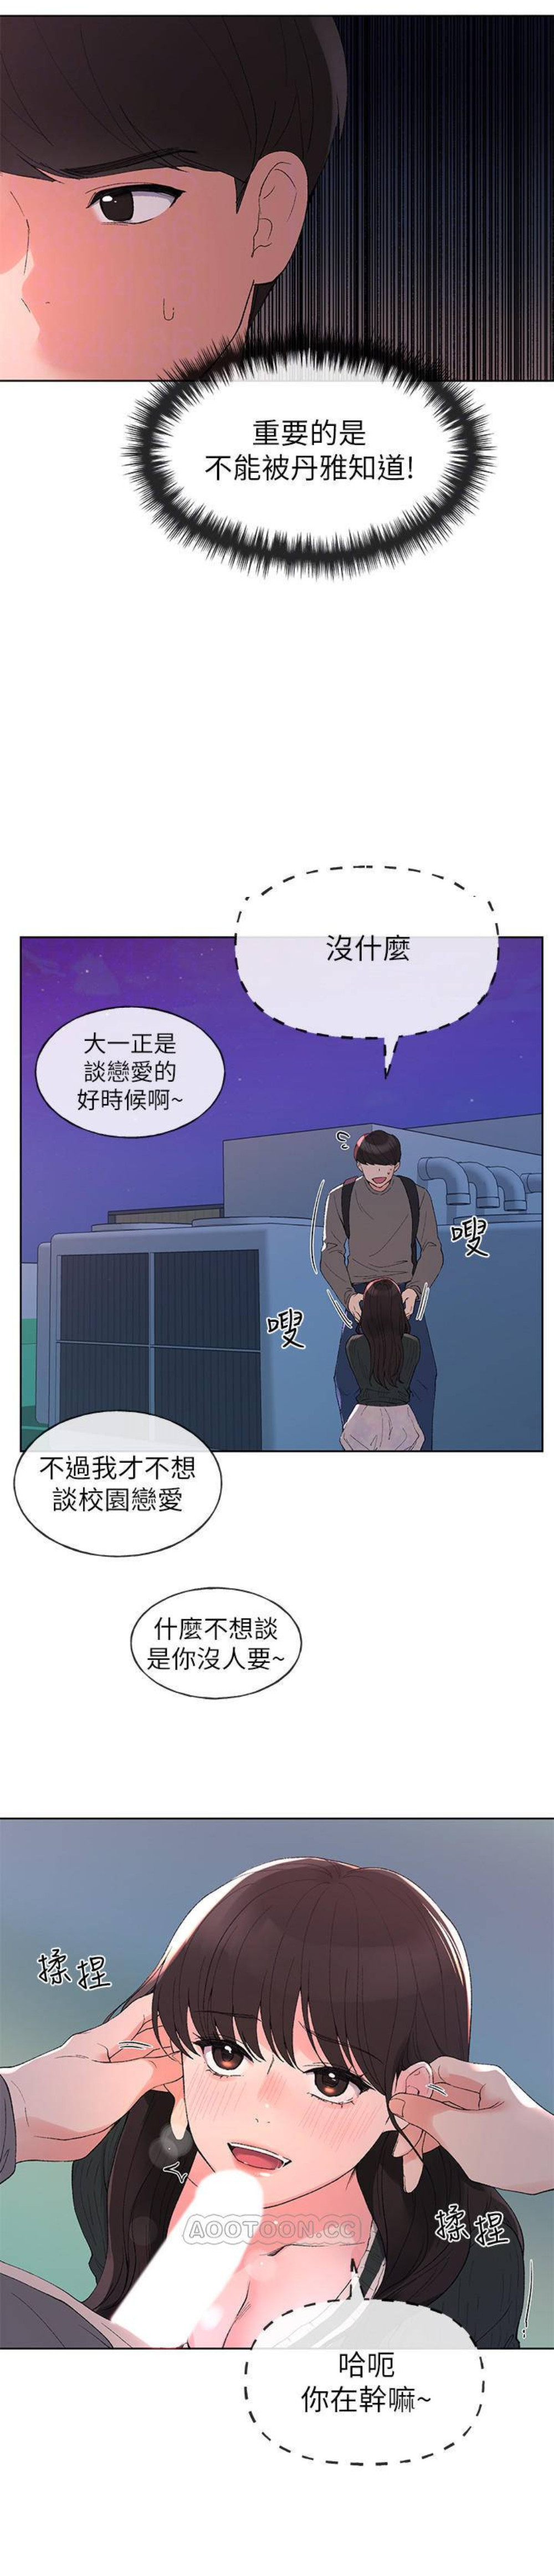 重要的是
不能被丹雅知道!
沒什麼
大一正是
談戀愛的
好時候啊~
嗖
嗖
不過我才不想
談校園戀愛
什麼不想談
是你沒人要~
揉捏
AOOTOON.CC
揉捏
哈呃
你在幹嘛~